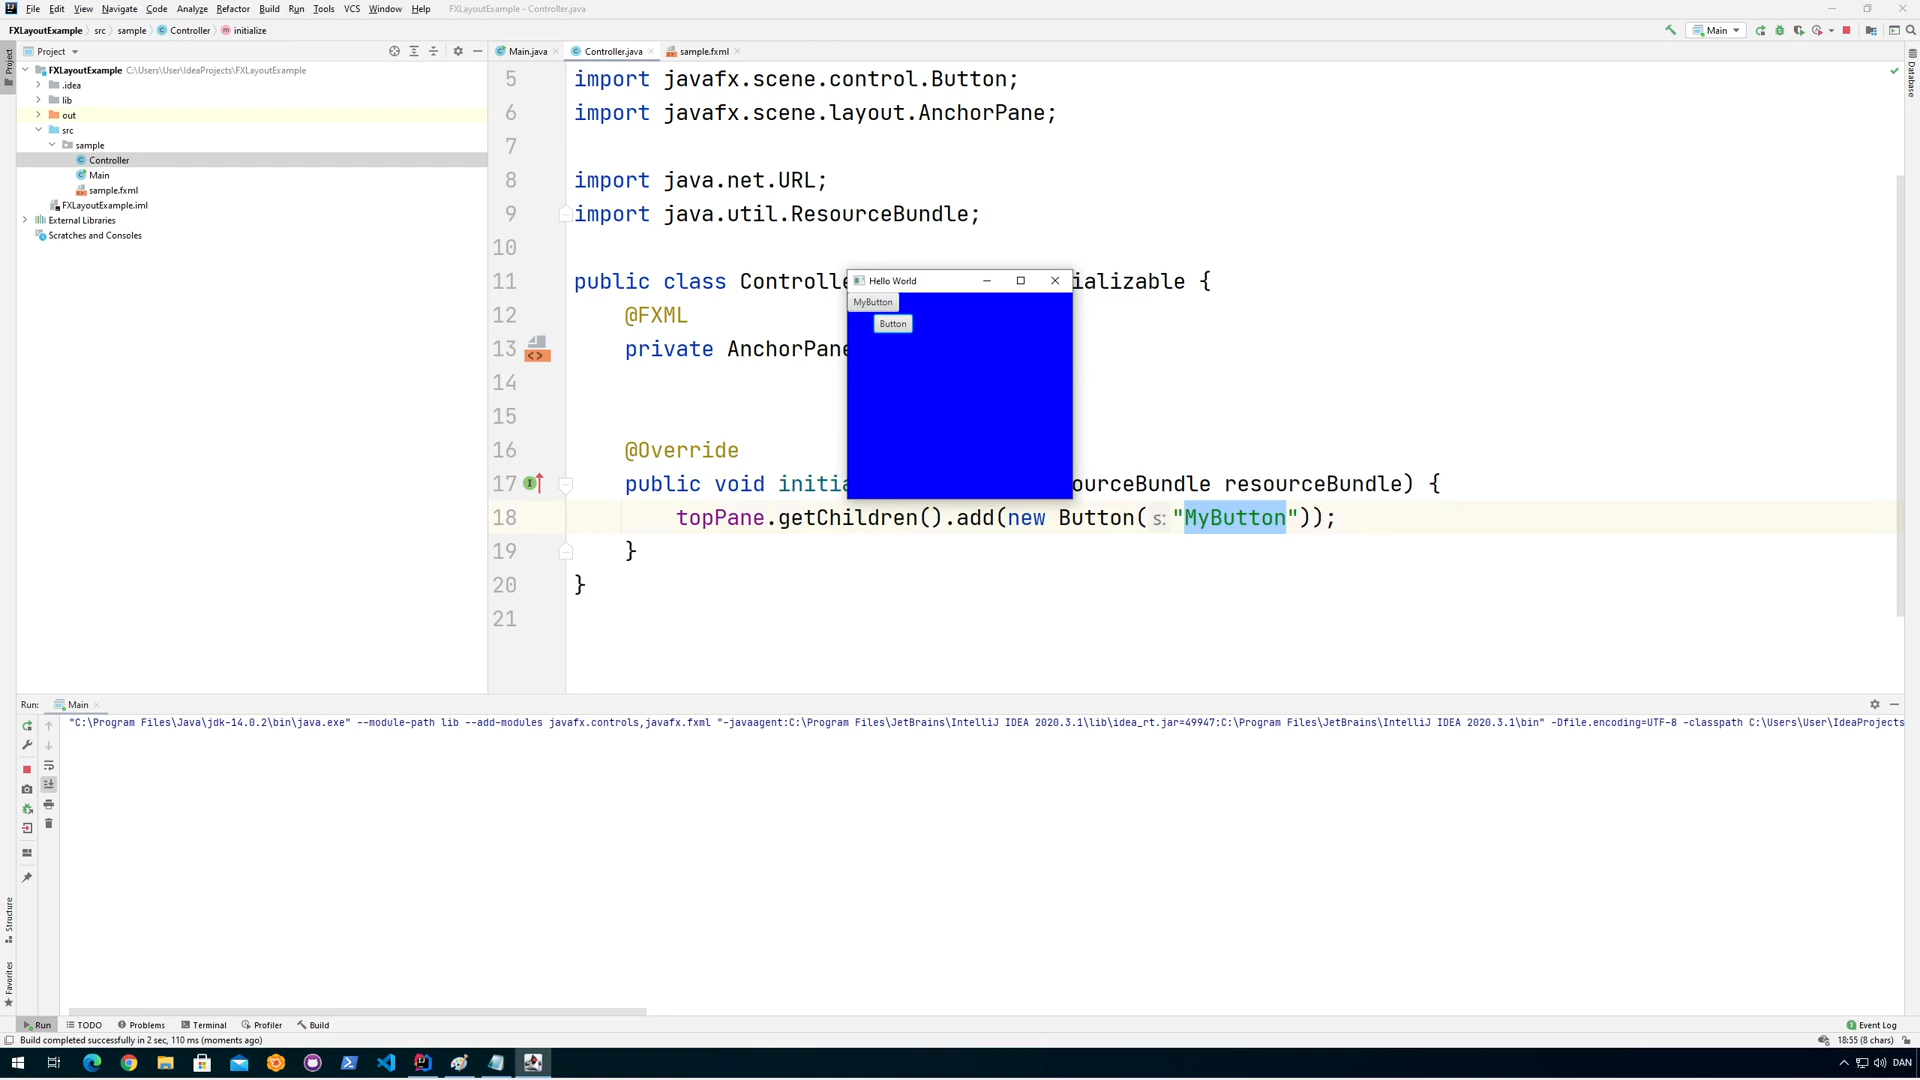 File Edit View Navigate Code Analyze Refactor Build Run Tools VCS Window Help FXLayoutExample - Controller.java
FXLayoutExample src sample Controller initialize Main
Project
Main.java Controller.java sample.fxml
Project
Database
FXLayoutExample C:\Users\User\IdeaProjects\FXLayoutExample
.idea
lib
out
src
sample
Controller
Main
sample.fxml
FXLayoutExample.iml
External Libraries
Scratches and Consoles
5 import javafx.scene.control.Button;
6 import javafx.scene.layout.AnchorPane;
7
8 import java.net.URL;
9 import java.util.ResourceBundle;
10
11 public class Controlle ializable {
12 @FXML
13 private AnchorPane
14
15
16 @Override
17 public void initia ourceBundle resourceBundle) {
18 topPane.getChildren().add(new Button( s: "MyButton"));
19 }
20 }
21
Hello World
MyButton
Button
Run: Main
"C:\Program Files\Java\jdk-14.0.2\bin\java.exe" --module-path lib --add-modules javafx.controls,javafx.fxml "-javaagent:C:\Program Files\JetBrains\IntelliJ IDEA 2020.3.1\lib\idea_rt.jar=49947:C:\Program Files\JetBrains\IntelliJ IDEA 2020.3.1\bin" -Dfile.encoding=UTF-8 -classpath C:\Users\User\IdeaProjects
Structure
Favorites
Run TODO Problems Terminal Profiler Build 1 Event Log
Build completed successfully in 2 sec, 110 ms (moments ago) 18:55 (8 chars)
DAN